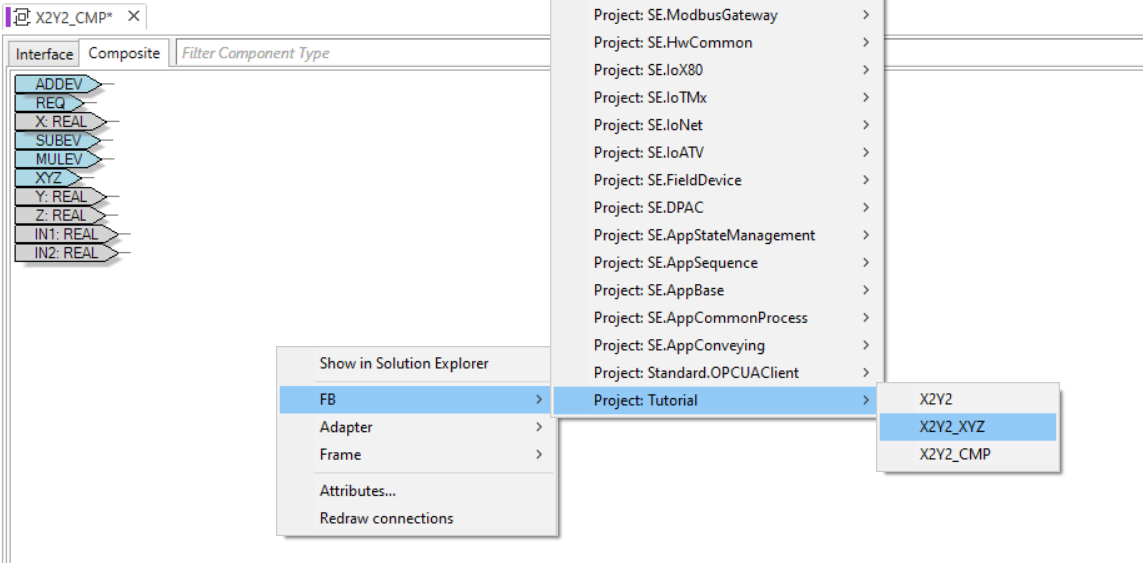 X2Y2_CMP*
Interface Composite Filter Component Type
ADDEV
REQ
X: REAL
SUBEV
MULEV
XYZ
Y: REAL
Z: REAL
IN1: REAL
IN2: REAL
Show in Solution Explorer
FB
Adapter
Frame
Attributes...
Redraw connections
Project: SE.ModbusGateway
Project: SE.HwCommon
Project: SE.IoX80
Project: SE.IoTMx
Project: SE.IoNet
Project: SE.IoATV
Project: SE.FieldDevice
Project: SE.DPAC
Project: SE.AppStateManagement
Project: SE.AppSequence
Project: SE.AppBase
Project: SE.AppCommonProcess
Project: SE.AppConveying
Project: Standard.OPCUAClient
Project: Tutorial
X2Y2
X2Y2_XYZ
X2Y2_CMP